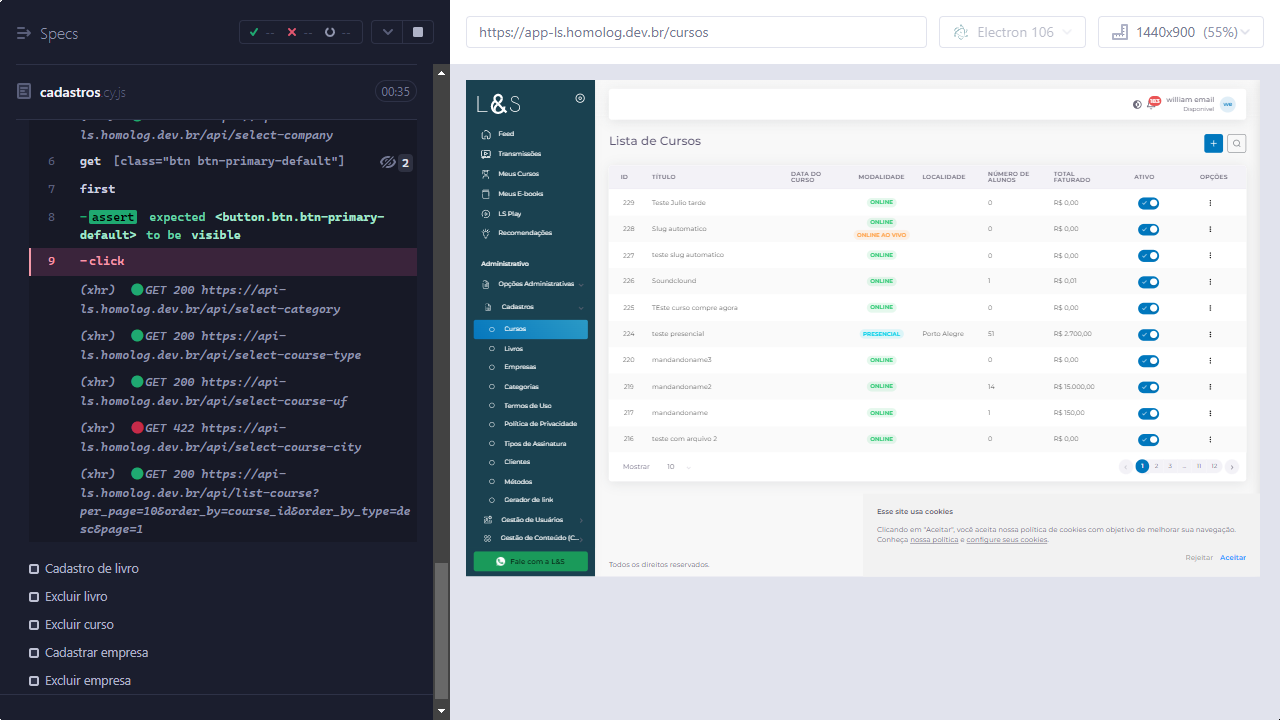 Specs
--
--
--
cadastros cy.js
00:35
ls.homolog.dev.br/api/select-company
6 get [class="btn btn-primary-default"] 2
7 first
8 -assert expected <button.btn.btn-primary-
default> to be visible
9 -click
(xhr) GET 200 https://api-
ls.homolog.dev.br/api/select-category
(xhr) GET 200 https://api-
ls.homolog.dev.br/api/select-course-type
(xhr) GET 200 https://api-
ls.homolog.dev.br/api/select-course-uf
(xhr) GET 422 https://api-
ls.homolog.dev.br/api/select-course-city
(xhr) GET 200 https://api-
ls.homolog.dev.br/api/list-course?
per_page=10&order_by=course_id&order_by_type=de
sc&page=1
Cadastro de livro
Excluir livro
Excluir curso
Cadastrar empresa
Excluir empresa
https://app-ls.homolog.dev.br/cursos
Electron 106
1440x900 (55%)
L&S
Feed
Transmissões
Meus Cursos
Meus E-books
LS Play
Recomendações
Administrativo
Opções Administrativas
Cadastros
Cursos
Livros
Empresas
Categorias
Termos de Uso
Política de Privacidade
Tipos de Assinatura
Clientes
Métodos
Gerador de link
Gestão de Usuários
Gestão de Conteúdo (C...
Fale com a L&S
william email
Disponível
we
Lista de Cursos
+
ID TÍTULO DATA DO CURSO MODALIDADE LOCALIDADE NÚMERO DE ALUNOS TOTAL FATURADO ATIVO OPÇÕES
229 Teste Julio tarde ONLINE 0 R$ 0,00
228 Slug automatico ONLINE ONLINE AO VIVO 0 R$ 0,00
227 teste slug automatico ONLINE 0 R$ 0,00
226 Soundclound ONLINE 1 R$ 0,01
225 TEste curso compre agora ONLINE 0 R$ 0,00
224 teste presencial PRESENCIAL Porto Alegre 51 R$ 2.700,00
220 mandandoname3 ONLINE 0 R$ 0,00
219 mandandoname2 ONLINE 14 R$ 15.000,00
217 mandandoname ONLINE 1 R$ 150,00
216 teste com arquivo 2 ONLINE 0 R$ 0,00
Mostrar 10
‹ 1 2 3 ... 11 12 ›
Esse site usa cookies
Clicando em "Aceitar", você aceita nossa política de cookies com objetivo de melhorar sua navegação.
Conheça nossa política e configure seus cookies.
Rejeitar Aceitar
Todos os direitos reservados.